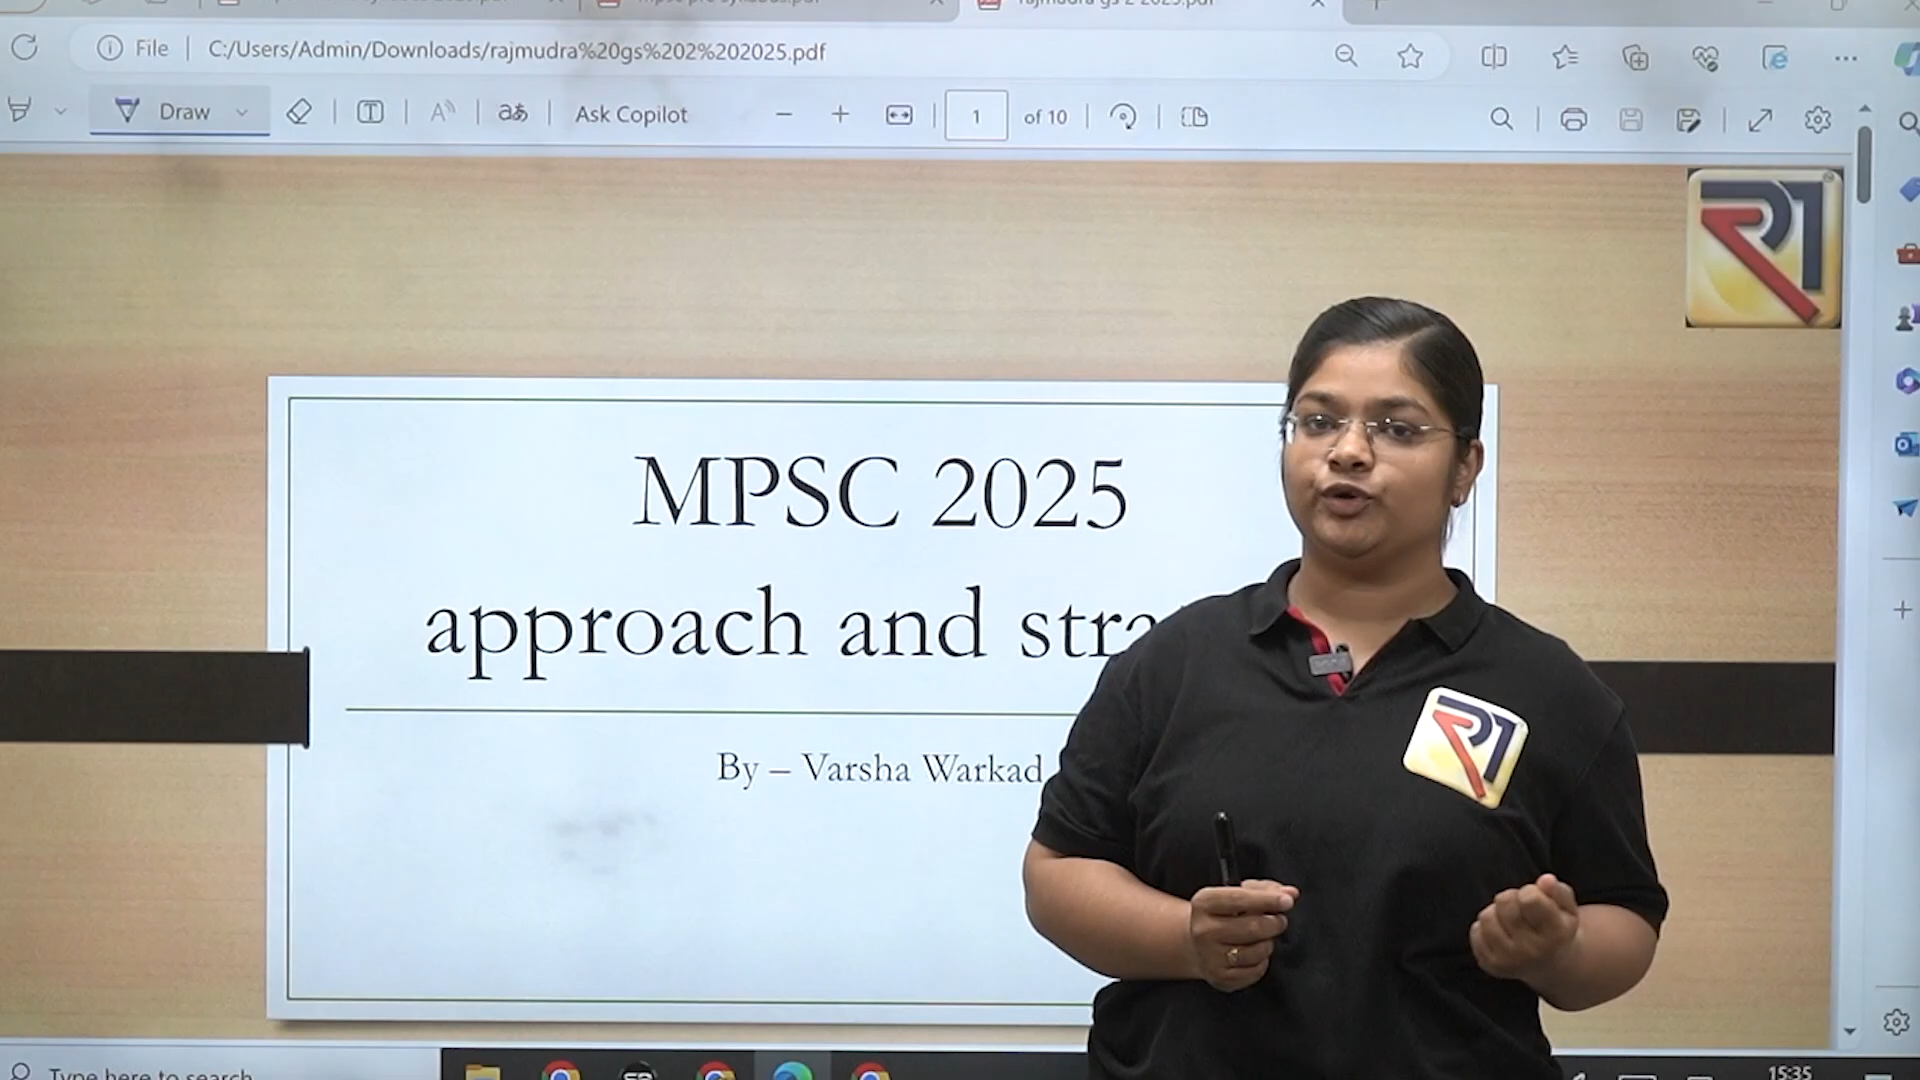 File
C:/Users/Admin/Downloads/rajmudra%20gs%202%202025.pdf
Draw
Ask Copilot
1
of 10
MPSC 2025
approach and stra
By – Varsha Warkad
Type here to search
15:35